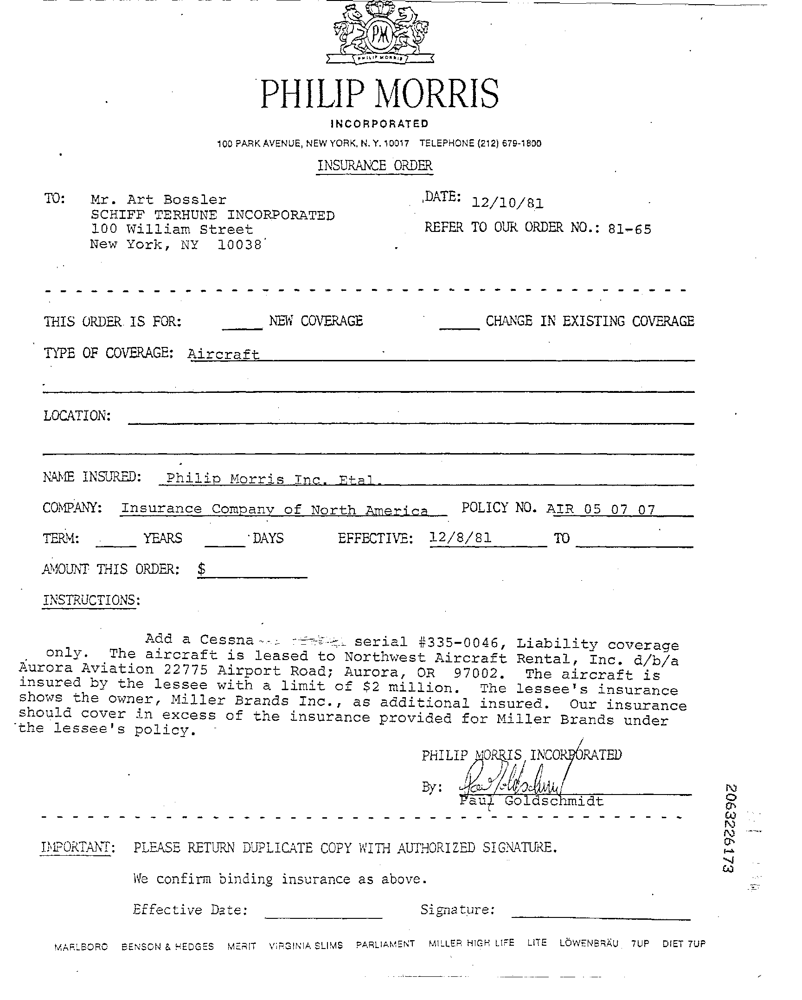 PM
PHILIP MORRIS
PHILIP MORRIS
INCORPORATED
100 PARK AVENUE, NEW YORK, N. Y. 10017 TELEPHONE (212) 679-1800
INSURANCE ORDER
TO: Mr. Art Bossler
SCHIFF TERHUNE INCORPORATED
100 William Street
New York, NY 10038
DATE: 12/10/81
REFER TO OUR ORDER NO.: 81-65
THIS ORDER IS FOR: _____ NEW COVERAGE _____ CHANGE IN EXISTING COVERAGE
TYPE OF COVERAGE: Aircraft
LOCATION:
NAME INSURED: Philip Morris Inc. Etal.
COMPANY: Insurance Company of North America POLICY NO. AIR 05 07 07
TERM: _____ YEARS _____ DAYS EFFECTIVE: 12/8/81 TO _____
AMOUNT THIS ORDER: $
INSTRUCTIONS:
Add a Cessna serial #335-0046, Liability coverage
only. The aircraft is leased to Northwest Aircraft Rental, Inc. d/b/a
Aurora Aviation 22775 Airport Road; Aurora, OR 97002. The aircraft is
insured by the lessee with a limit of $2 million. The lessee's insurance
shows the owner, Miller Brands Inc., as additional insured. Our insurance
should cover in excess of the insurance provided for Miller Brands under
the lessee's policy.
PHILIP MORRIS INCORPORATED
By: Paul Goldschmidt
Paul Goldschmidt
2063226173
IMPORTANT: PLEASE RETURN DUPLICATE COPY WITH AUTHORIZED SIGNATURE.
We confirm binding insurance as above.
Effective Date: _____ Signature: _____
MARLBORO BENSON & HEDGES MERIT VIRGINIA SLIMS PARLIAMENT MILLER HIGH LIFE LITE LÖWENBRÄU 7UP DIET 7UP